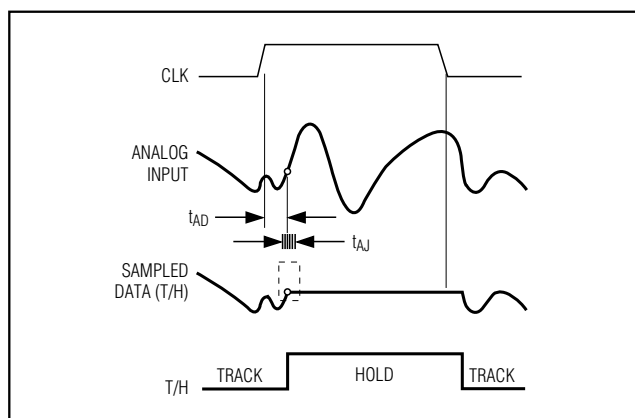 CLK
ANALOG
INPUT
tAD
tAJ
SAMPLED
DATA (T/H)
T/H
TRACK
HOLD
TRACK